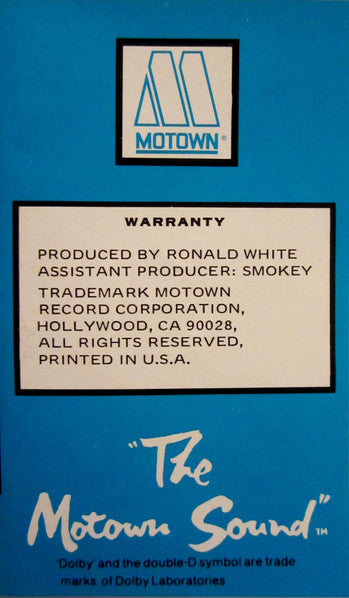 MOTOWN®
WARRANTY
PRODUCED BY RONALD WHITE
ASSISTANT PRODUCER: SMOKEY
TRADEMARK MOTOWN
RECORD CORPORATION,
HOLLYWOOD, CA 90028,
ALL RIGHTS RESERVED,
PRINTED IN U.S.A.
"The
Motown Sound"™
'Dolby' and the double-D symbol are trade
marks of Dolby Laboratories